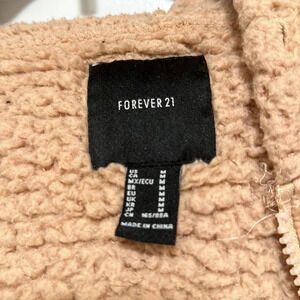 FOREVER 21
US M
CA M
MX/ECU M
BR M
EU M
UK M
KR M
JP M
CN 165/88A
MADE IN CHINA